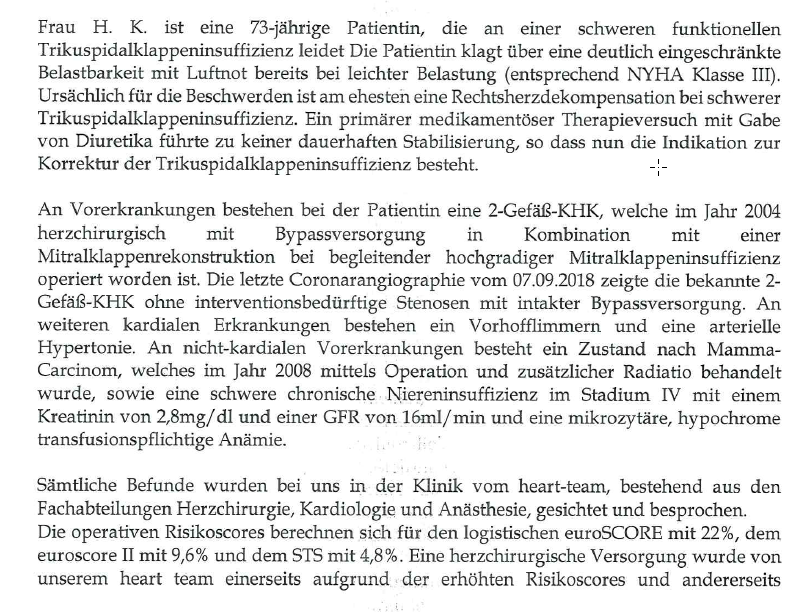 Frau H. K. ist eine 73-jährige Patientin, die an einer schweren funktionellen
Trikuspidalklappeninsuffizienz leidet Die Patientin klagt über eine deutlich eingeschränkte
Belastbarkeit mit Luftnot bereits bei leichter Belastung (entsprechend NYHA Klasse III).
Ursächlich für die Beschwerden ist am ehesten eine Rechtsherzdekompensation bei schwerer
Trikuspidalklappeninsuffizienz. Ein primärer medikamentöser Therapieversuch mit Gabe
von Diuretika führte zu keiner dauerhaften Stabilisierung, so dass nun die Indikation zur
Korrektur der Trikuspidalklappeninsuffizienz besteht.
An Vorerkrankungen bestehen bei der Patientin eine 2-Gefäß-KHK, welche im Jahr 2004
herzchirurgisch mit Bypassversorgung in Kombination mit einer
Mitralklappenrekonstruktion bei begleitender hochgradiger Mitralklappeninsuffizienz
operiert worden ist. Die letzte Coronarangiographie vom 07.09.2018 zeigte die bekannte 2-
Gefäß-KHK ohne interventionsbedürftige Stenosen mit intakter Bypassversorgung. An
weiteren kardialen Erkrankungen bestehen ein Vorhofflimmern und eine arterielle
Hypertonie. An nicht-kardialen Vorerkrankungen besteht ein Zustand nach Mamma-
Carcinom, welches im Jahr 2008 mittels Operation und zusätzlicher Radiatio behandelt
wurde, sowie eine schwere chronische Niereninsuffizienz im Stadium IV mit einem
Kreatinin von 2,8mg/dl und einer GFR von 16ml/min und eine mikrozytäre, hypochrome
transfusionspflichtige Anämie.
Sämtliche Befunde wurden bei uns in der Klinik vom heart-team, bestehend aus den
Fachabteilungen Herzchirurgie, Kardiologie und Anästhesie, gesichtet und besprochen.
Die operativen Risikoscores berechnen sich für den logistischen euroSCORE mit 22%, dem
euroscore II mit 9,6% und dem STS mit 4,8%. Eine herzchirurgische Versorgung wurde von
unserem heart team einerseits aufgrund der erhöhten Risikoscores und andererseits